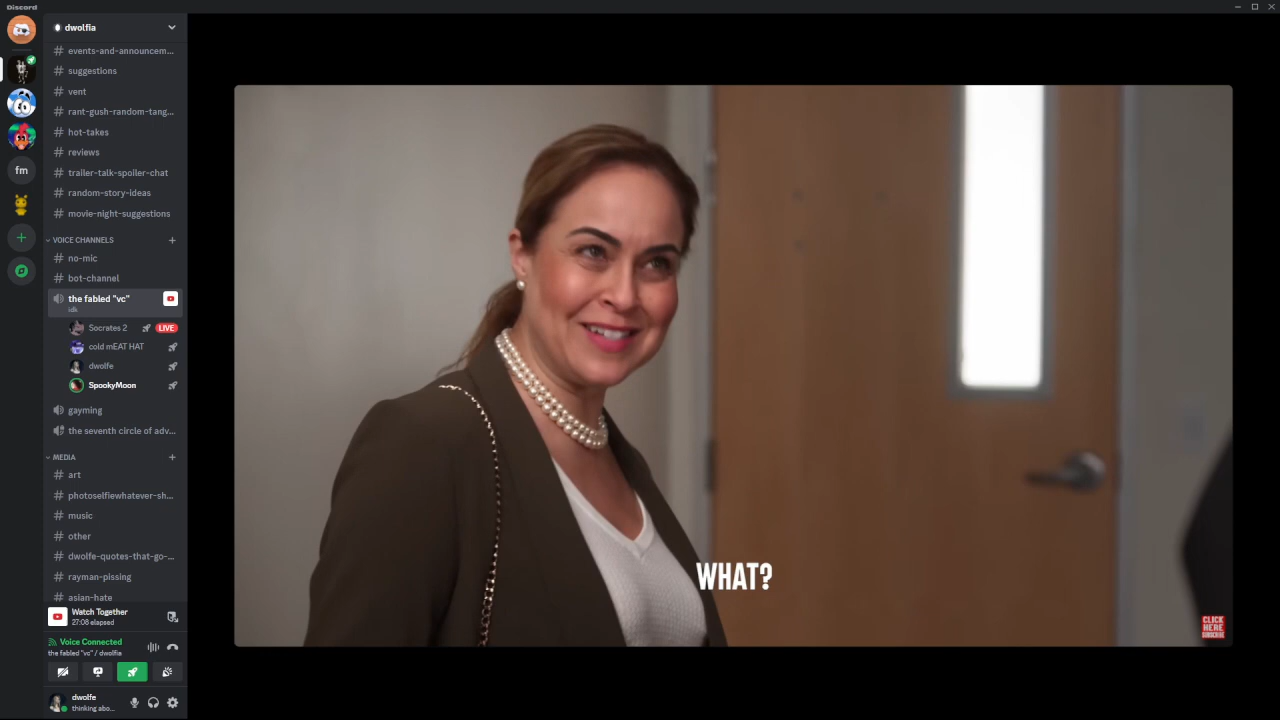 Discord
dwolfia
events-and-announcem...
suggestions
vent
rant-gush-random-tang...
hot-takes
reviews
trailer-talk-spoiler-chat
random-story-ideas
movie-night-suggestions
VOICE CHANNELS
no-mic
bot-channel
the fabled "vc"
idk
Socrates 2
LIVE
cold mEAT HAT
dwolfe
SpookyMoon
gayming
the seventh circle of adv...
MEDIA
art
photoselfiewhatever-sh...
music
other
dwolfe-quotes-that-go-...
rayman-pissing
asian-hate
Watch Together
27:08 elapsed
Voice Connected
the fabled "vc" / dwolfia
dwolfe
thinking abo...
fm
WHAT?
CLICK
HERE
SUBSCRIBE